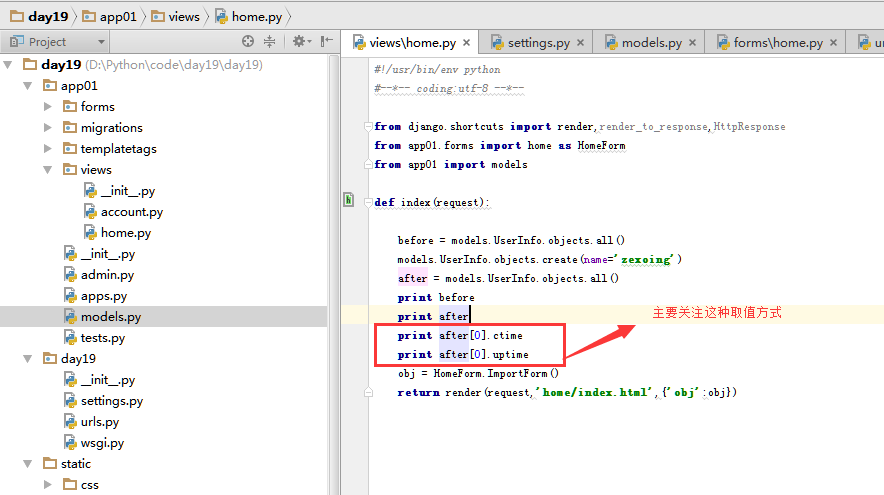 day19 app01 views home.py
Project
views\home.py settings.py models.py forms\home.py
day19 (D:\Python\code\day19\day19)
app01
forms
migrations
templatetags
views
__init__.py
account.py
home.py
__init__.py
admin.py
apps.py
models.py
tests.py
day19
__init__.py
settings.py
urls.py
wsgi.py
static
css
#!/usr/bin/env python
#--*-- coding:utf-8 --*--
from django.shortcuts import render,render_to_response,HttpResponse
from app01.forms import home as HomeForm
from app01 import models
def index(request):
before = models.UserInfo.objects.all()
models.UserInfo.objects.create(name='zexoing')
after = models.UserInfo.objects.all()
print before
print after
主要关注这种取值方式
print after[0].ctime
print after[0].uptime
obj = HomeForm.ImportForm()
return render(request,'home/index.html',{'obj':obj})